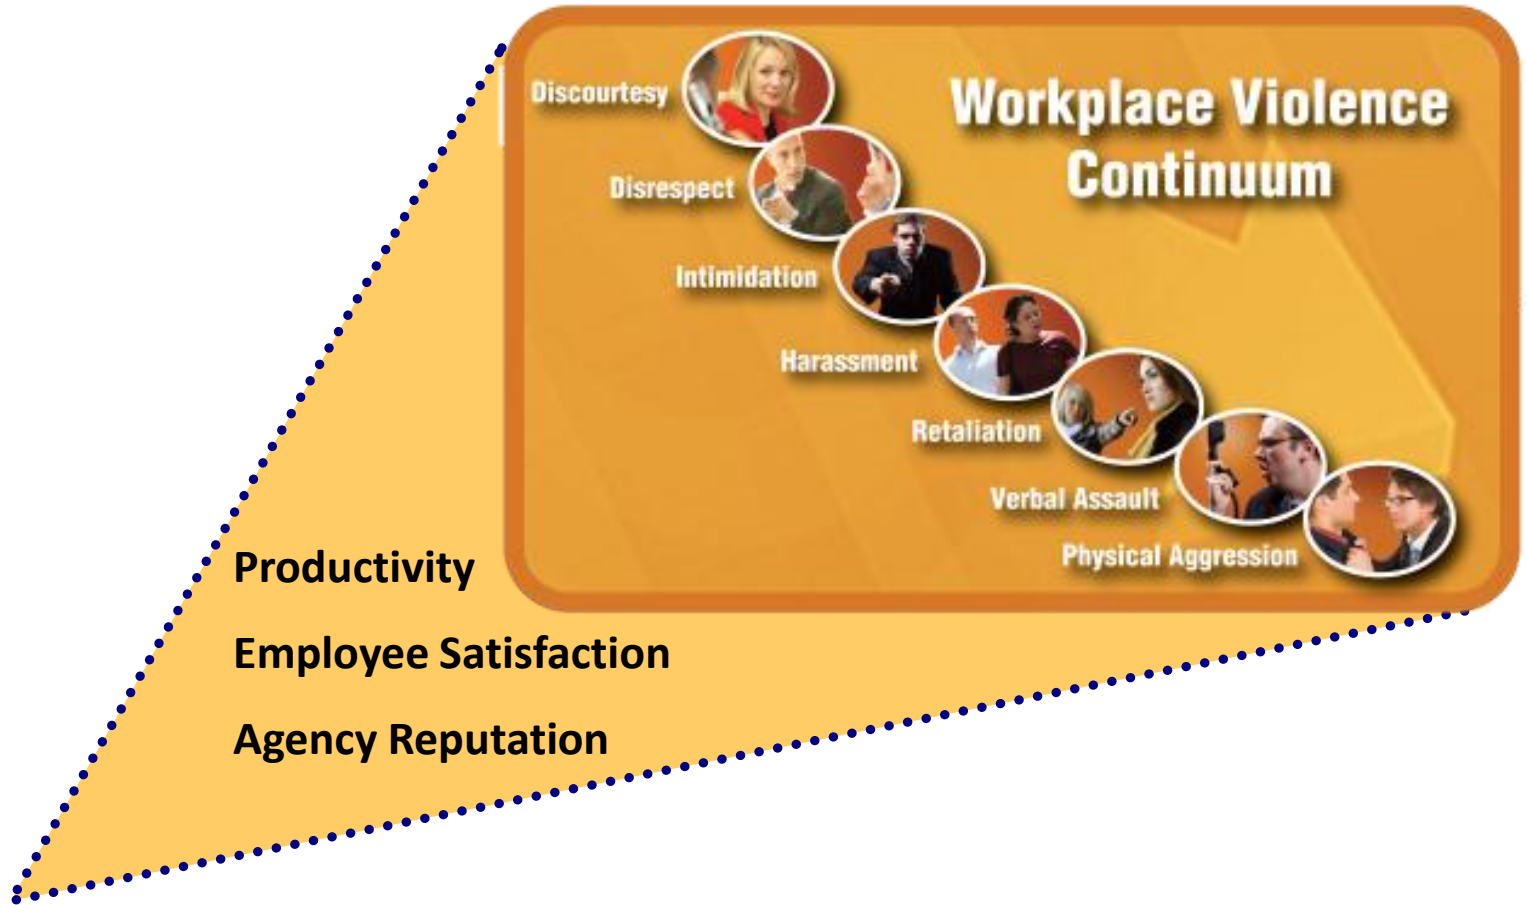 Workplace Violence
Continuum
Discourtesy
Disrespect
Intimidation
Harassment
Retaliation
Verbal Assault
Physical Aggression
Productivity
Employee Satisfaction
Agency Reputation